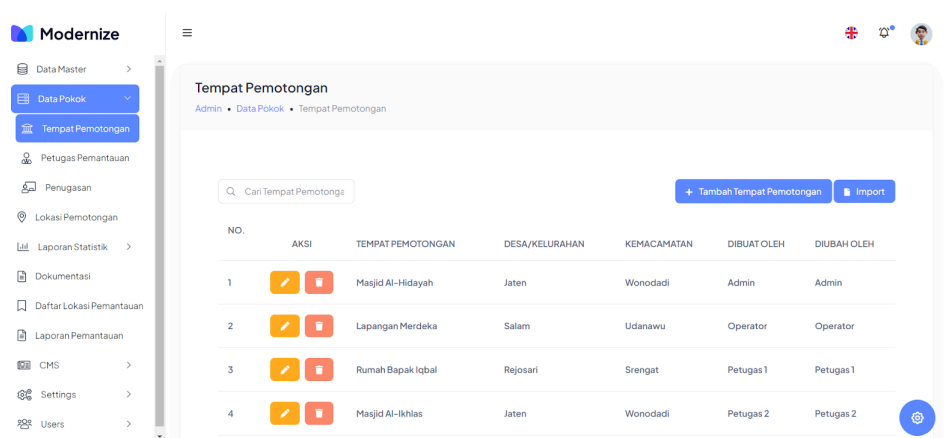 Modernize
Data Master
Data Pokok
Tempat Pemotongan
Petugas Pemantauan
Penugasan
Lokasi Pemotongan
Laporan Statistik
Dokumentasi
Daftar Lokasi Pemantauan
Laporan Pemantauan
CMS
Settings
Users
Tempat Pemotongan
Admin • Data Pokok • Tempat Pemotongan
Cari Tempat Pemotonga
+ Tambah Tempat Pemotongan Import
NO. AKSI TEMPAT PEMOTONGAN DESA/KELURAHAN KEMACAMATAN DIBUAT OLEH DIUBAH OLEH
1 Masjid Al-Hidayah Jaten Wonodadi Admin Admin
2 Lapangan Merdeka Salam Udanawu Operator Operator
3 Rumah Bapak Iqbal Rejosari Srengat Petugas 1 Petugas 1
4 Masjid Al-Ikhlas Jaten Wonodadi Petugas 2 Petugas 2